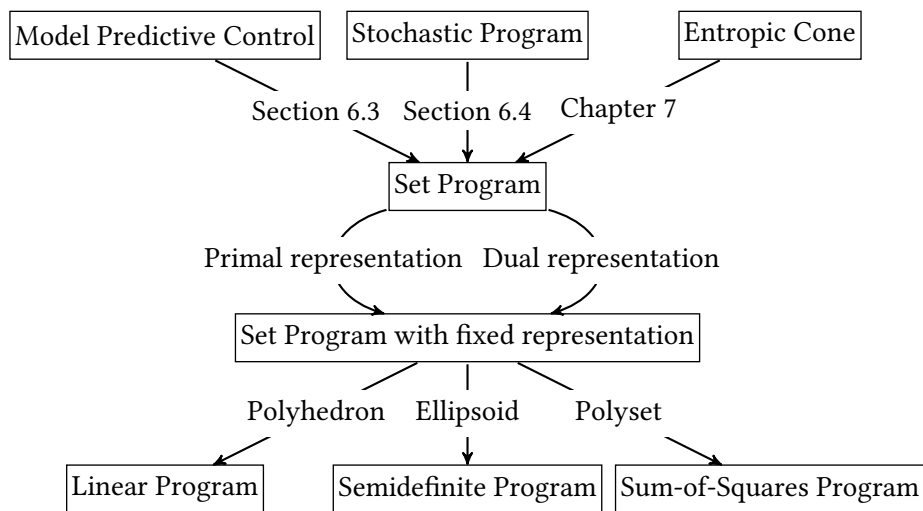 Model Predictive Control
Stochastic Program
Entropic Cone
Section 6.3
Section 6.4
Chapter 7
Set Program
Primal representation
Dual representation
Set Program with fixed representation
Polyhedron
Ellipsoid
Polyset
Linear Program
Semidefinite Program
Sum-of-Squares Program